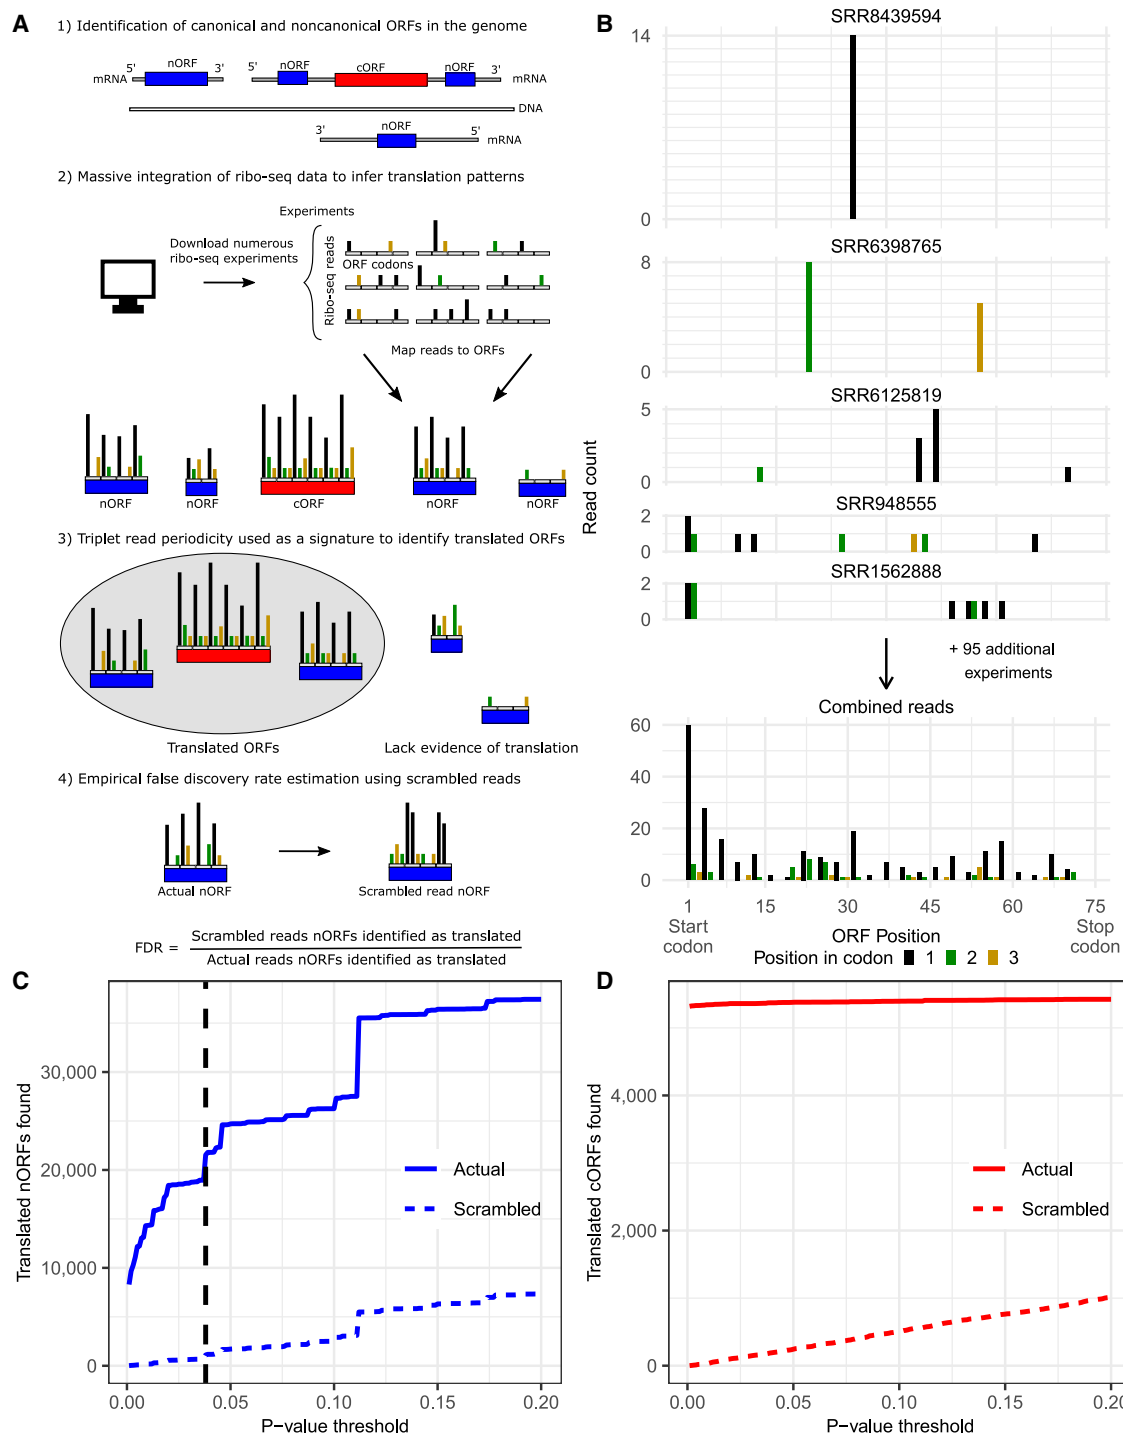 A
1) Identification of canonical and noncanonical ORFs in the genome
5' nORF 3' nORF cORF nORF 3'
mRNA mRNA
DNA
3' nORF 5'
mRNA
2) Massive integration of ribo-seq data to infer translation patterns
Experiments
Download numerous
ribo-seq experiments
Ribo-seq reads
ORF codons
Map reads to ORFs
nORF nORF cORF nORF nORF
3) Triplet read periodicity used as a signature to identify translated ORFs
Translated ORFs Lack evidence of translation
4) Empirical false discovery rate estimation using scrambled reads
Actual nORF Scrambled read nORF
FDR = Scrambled reads nORFs identified as translated
Actual reads nORFs identified as translated
B
SRR8439594
14
0
SRR6398765
8
0
SRR6125819
5
0
SRR948555
2
1
0
SRR1562888
2
0
Read count
+ 95 additional
experiments
Combined reads
60
40
20
0
1 15 30 45 60 75
Start
codon
Stop
codon
ORF Position
Position in codon 1 2 3
C
Translated nORFs found
30,000
20,000
10,000
0
Actual
Scrambled
0.00 0.05 0.10 0.15 0.20
P-value threshold
D
Translated cORFs found
4,000
2,000
0
Actual
Scrambled
0.00 0.05 0.10 0.15 0.20
P-value threshold